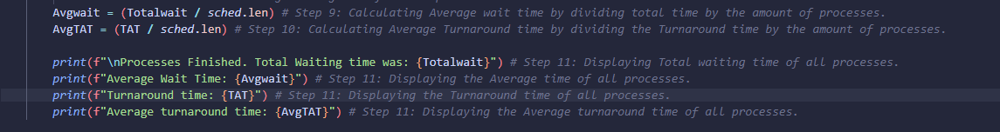 Avgwait = (Totalwait / sched.len) # Step 9: Calculating Average wait time by dividing total time by the amount of processes.
AvgTAT = (TAT / sched.len) # Step 10: Calculating Average Turnaround time by dividing the Turnaround time by the amount of processes.
print(f"\nProcesses Finished. Total Waiting time was: {Totalwait}") # Step 11: Displaying Total waiting time of all processes.
print(f"Average Wait Time: {Avgwait}") # Step 11: Displaying the Average time of all processes.
print(f"Turnaround time: {TAT}") # Step 11: Displaying the Turnaround time of all processes.
print(f"Average turnaround time: {AvgTAT}") # Step 11: Displaying the Average turnaround time of all processes.